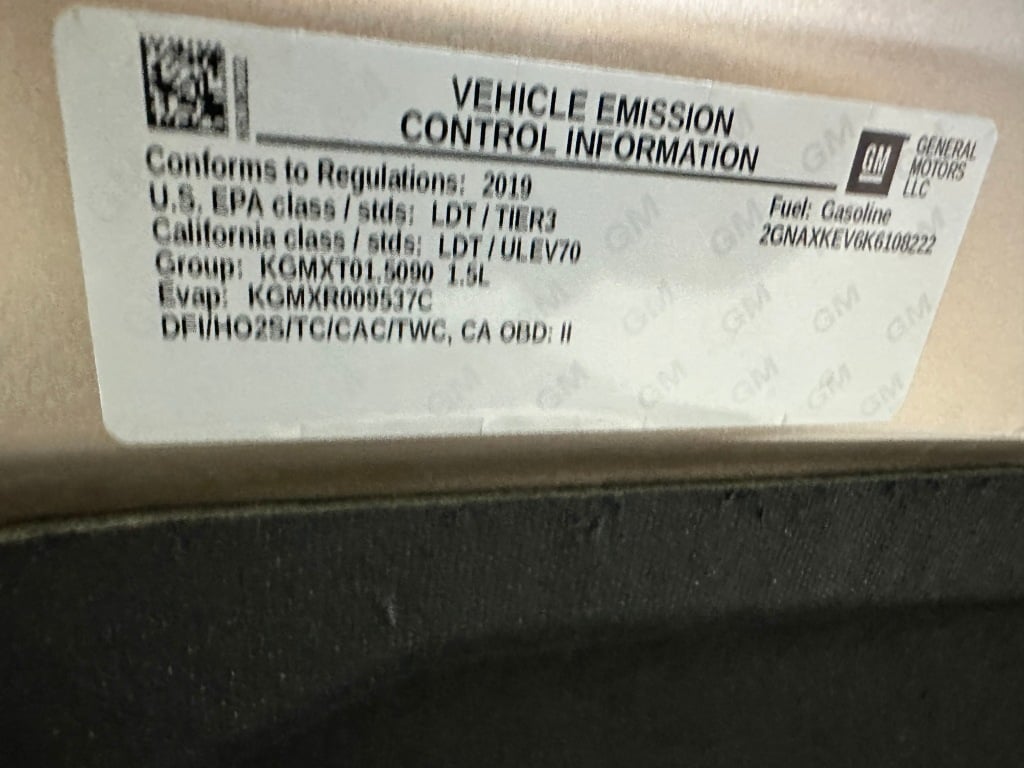 VEHICLE EMISSION
CONTROL INFORMATION
GM
GENERAL
MOTORS
LLC
Conforms to Regulations: 2019
U.S. EPA class / stds: LDT / TIER3
California class / stds: LDT / ULEV70
Group: KGMXT01.5090 1.5L
Evap: KGMXR009537C
DFI/HO2S/TC/CAC/TWC, CA OBD: II
Fuel: Gasoline
2GNAXKEV6K6108222